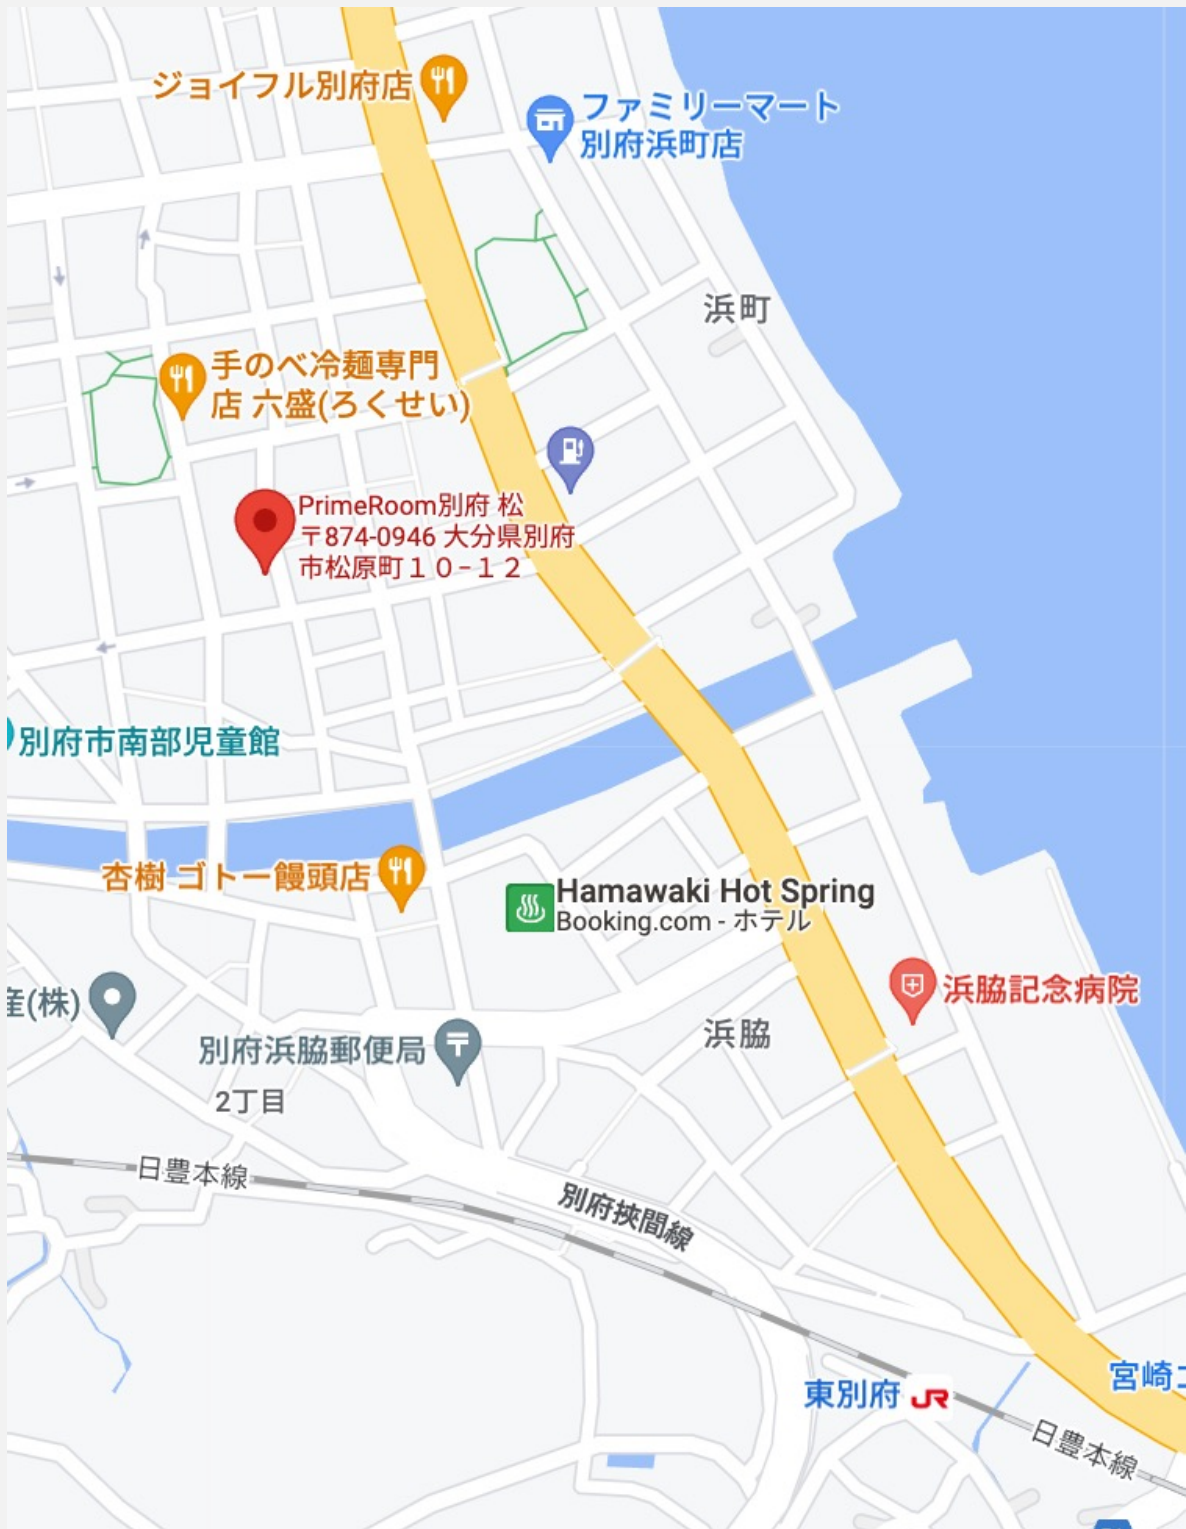 ジョイフル別府店
ファミリーマート
別府浜町店
浜町
手のべ冷麺専門
店 六盛(ろくせい)
PrimeRoom別府 松
〒874-0946 大分県別府
市松原町１０−１２
別府市南部児童館
杏樹 ゴトー饅頭店
Hamawaki Hot Spring
Booking.com - ホテル
浜脇記念病院
産(株)
浜脇
別府浜脇郵便局
2丁目
日豊本線
別府挾間線
宮崎
東別府 JR
日豊本線